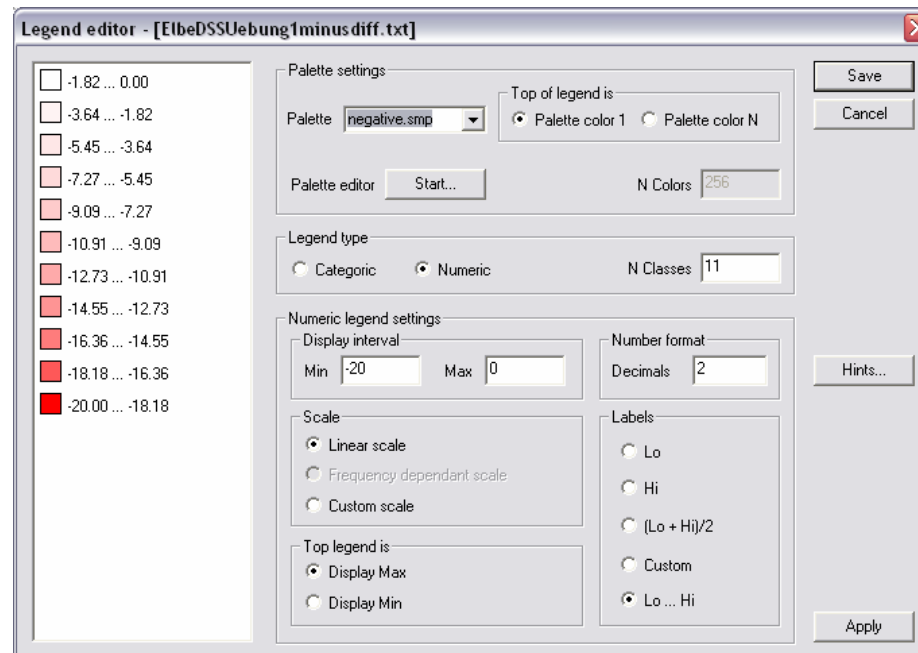 Legend editor - [ElbeDSSUebung1minusdiff.txt]
-1.82 ... 0.00
-3.64 ... -1.82
-5.45 ... -3.64
-7.27 ... -5.45
-9.09 ... -7.27
-10.91 ... -9.09
-12.73 ... -10.91
-14.55 ... -12.73
-16.36 ... -14.55
-18.18 ... -16.36
-20.00 ... -18.18
Palette settings
Palette negative.smp
Top of legend is
Palette color 1 Palette color N
Palette editor Start... N Colors 256
Legend type
Categoric Numeric N Classes 11
Numeric legend settings
Display interval
Min -20 Max 0
Number format
Decimals 2
Scale
Linear scale
Frequency dependant scale
Custom scale
Labels
Lo
Hi
(Lo + Hi)/2
Custom
Lo ... Hi
Top legend is
Display Max
Display Min
Save
Cancel
Hints...
Apply